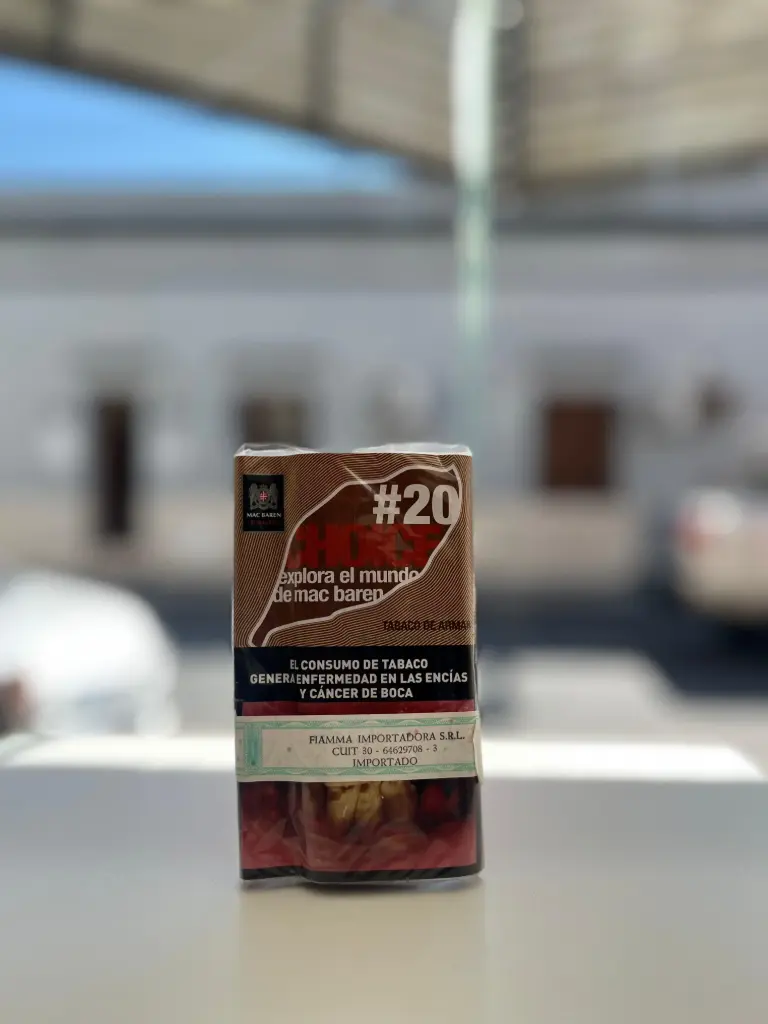 #20
MAC BAREN
CHOICE
explora el mundo
de mac baren
TABACO DE ARMAR
EL CONSUMO DE TABACO
GENERA ENFERMEDAD EN LAS ENCÍAS
Y CÁNCER DE BOCA
FIAMMA IMPORTADORA S.R.L.
CUIT 30 - 64629708 - 3
IMPORTADO